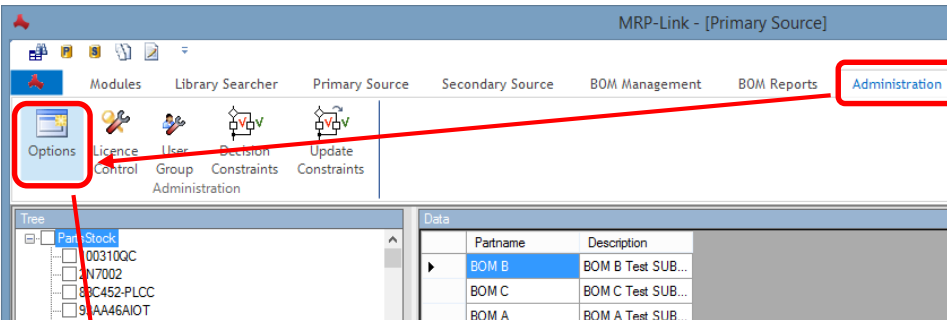 MRP-Link - [Primary Source]
P S
Modules Library Searcher Primary Source Secondary Source BOM Management BOM Reports Administration
Options Licence Control User Group Decision Constraints Update Constraints
Administration
Tree Data
PartsStock
100310QC
2N7002
83C452-PLCC
93AA46AIOT
Partname Description
BOM B BOM B Test SUB...
BOM C BOM C Test SUB...
BOM A BOM A Test SUB...